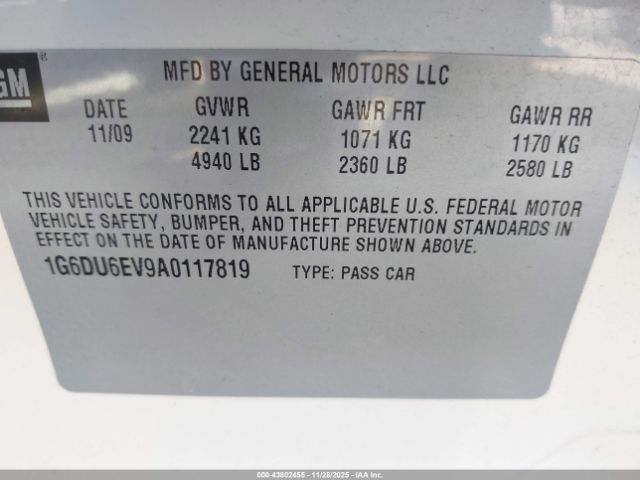 GM
MFD BY GENERAL MOTORS LLC
DATE GVWR GAWR FRT GAWR RR
11/09 2241 KG 1071 KG 1170 KG
4940 LB 2360 LB 2580 LB
THIS VEHICLE CONFORMS TO ALL APPLICABLE U.S. FEDERAL MOTOR
VEHICLE SAFETY, BUMPER, AND THEFT PREVENTION STANDARDS IN
EFFECT ON THE DATE OF MANUFACTURE SHOWN ABOVE.
1G6DU6EV9A0117819 TYPE: PASS CAR
000-43802455 - 11/28/2025 - IAA, Inc.